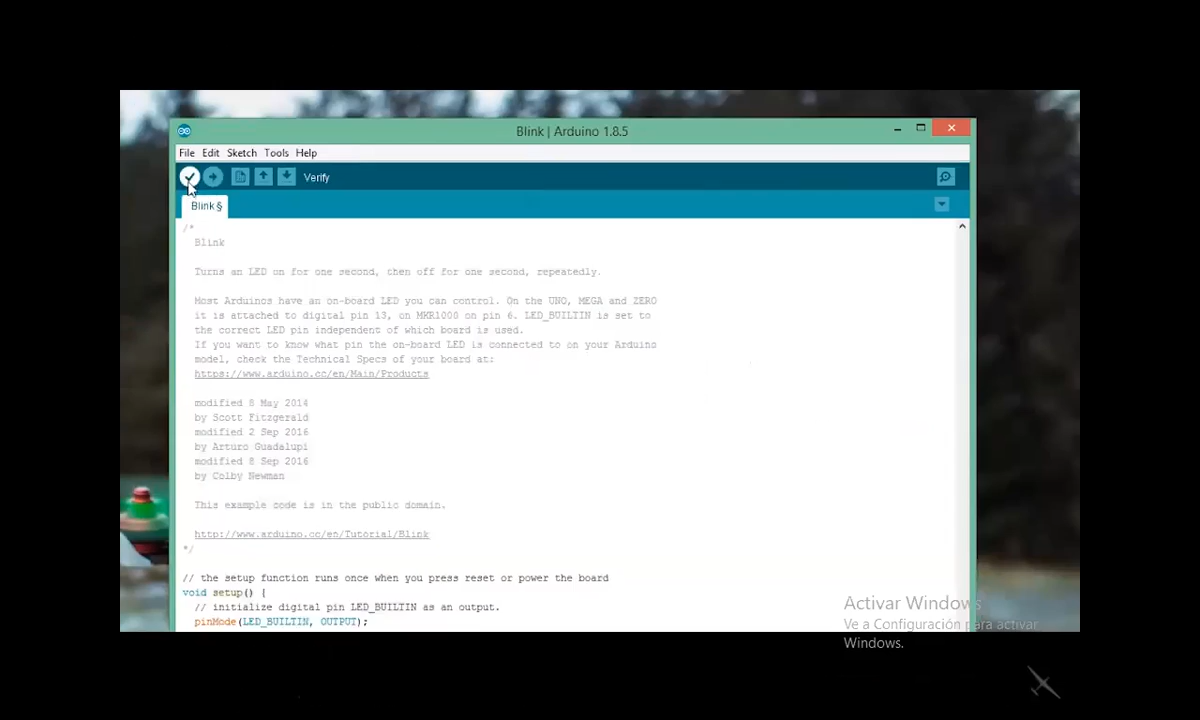 Blink | Arduino 1.8.5
File Edit Sketch Tools Help
Verify
Blink §
/*
Blink
Turns an LED on for one second, then off for one second, repeatedly.
Most Arduinos have an on-board LED you can control. On the UNO, MEGA and ZERO
it is attached to digital pin 13, on MKR1000 on pin 6. LED_BUILTIN is set to
the correct LED pin independent of which board is used.
If you want to know what pin the on-board LED is connected to on your Arduino
model, check the Technical Specs of your board at:
https://www.arduino.cc/en/Main/Products
modified 8 May 2014
by Scott Fitzgerald
modified 2 Sep 2016
by Arturo Guadalupi
modified 8 Sep 2016
by Colby Newman
This example code is in the public domain.
http://www.arduino.cc/en/Tutorial/Blink
*/
// the setup function runs once when you press reset or power the board
void setup() {
// initialize digital pin LED_BUILTIN as an output.
pinMode(LED_BUILTIN, OUTPUT);
Activar Windows
Ve a Configuración para activar
Windows.